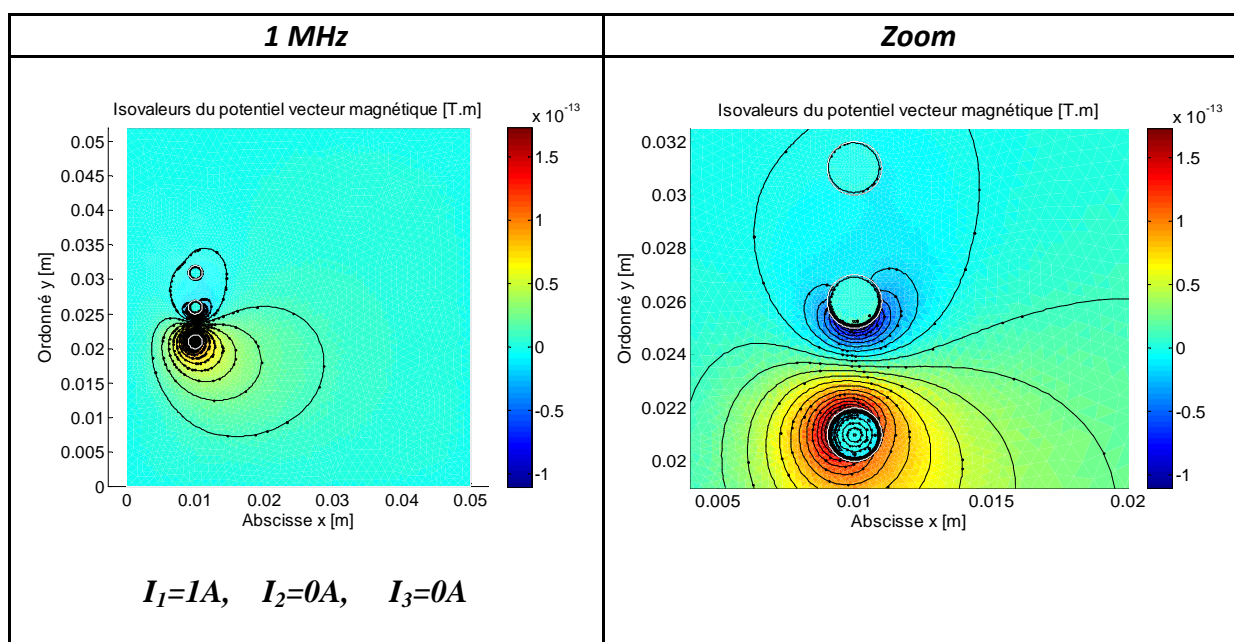 1 MHz
Zoom
Isovaleurs du potentiel vecteur magnétique [T.m]
x 10⁻¹³
0.05
0.045
0.04
0.035
0.03
0.025
0.02
0.015
0.01
0.005
0
Ordonné y [m]
0 0.01 0.02 0.03 0.04 0.05
Abscisse x [m]
1.5
1
0.5
0
-0.5
-1
I₁=1A, I₂=0A, I₃=0A
Isovaleurs du potentiel vecteur magnétique [T.m]
x 10⁻¹³
0.032
0.03
0.028
0.026
0.024
0.022
0.02
Ordonné y [m]
0.005 0.01 0.015 0.02
Abscisse x [m]
1.5
1
0.5
0
-0.5
-1